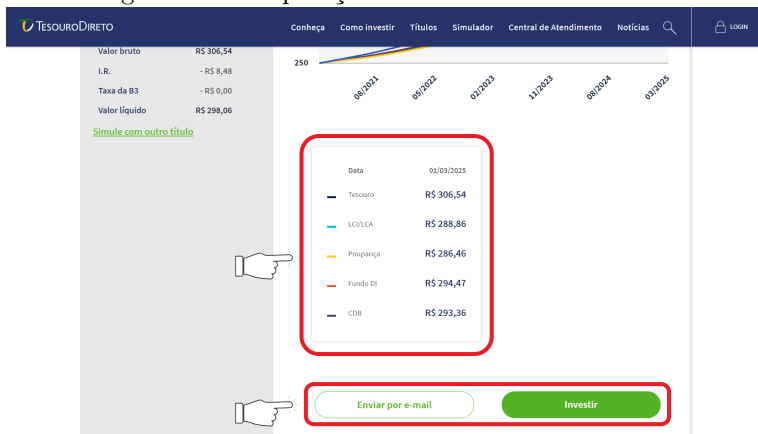 TESOURODIRETO Conheça Como investir Títulos Simulador Central de Atendimento Notícias LOGIN
Valor bruto R$ 306,54
I.R. - R$ 8,48
Taxa da B3 - R$ 0,00
Valor líquido R$ 298,06
Simule com outro título
250
08/2021 05/2022 02/2023 11/2023 08/2024 03/2025
Data 01/03/2025
Tesouro R$ 306,54
LCI/LCA R$ 288,86
Poupança R$ 286,46
Fundo DI R$ 294,47
CDB R$ 293,36
Enviar por e-mail Investir